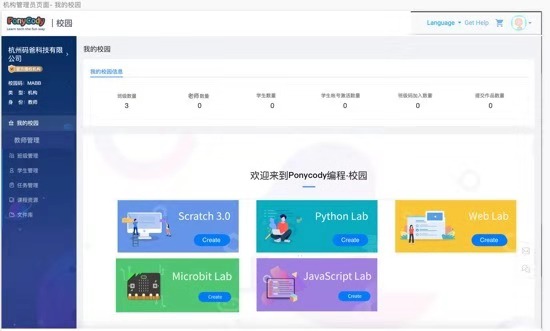 机构管理员页面- 我的校园
PonyCody
Learn tech the fun way
| 校园
Language
Get Help
杭州码爸科技有限公司
校园码: MABB
类 型: 机构
身 份: 教师
我的校园
教师管理
班级管理
学生管理
任务管理
课程资源
文件库
我的校园
我的校园信息
班级数量
3
老师数量
0
学生数量
0
学生账号激活数量
0
班级码加入数量
0
提交作品数量
0
欢迎来到Ponycody编程-校园
Scratch 3.0
Create
Python Lab
Create
Web Lab
Create
Microbit Lab
Create
JavaScript Lab
Create